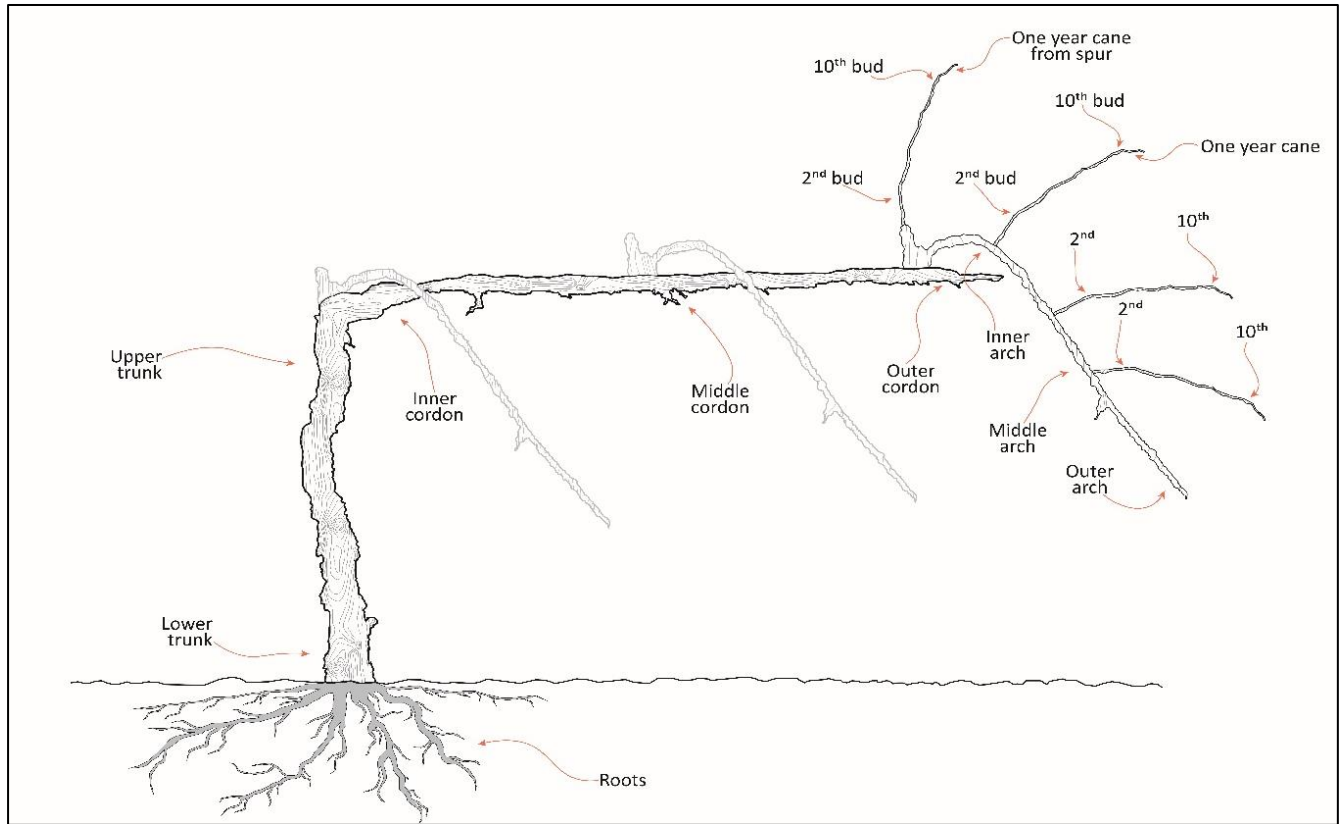 One year cane
from spur
10th bud
10th bud
One year cane
2nd bud
2nd bud
2nd
10th
2nd
10th
Upper
trunk
Inner
cordon
Middle
cordon
Outer
cordon
Inner
arch
Middle
arch
Outer
arch
Lower
trunk
Roots